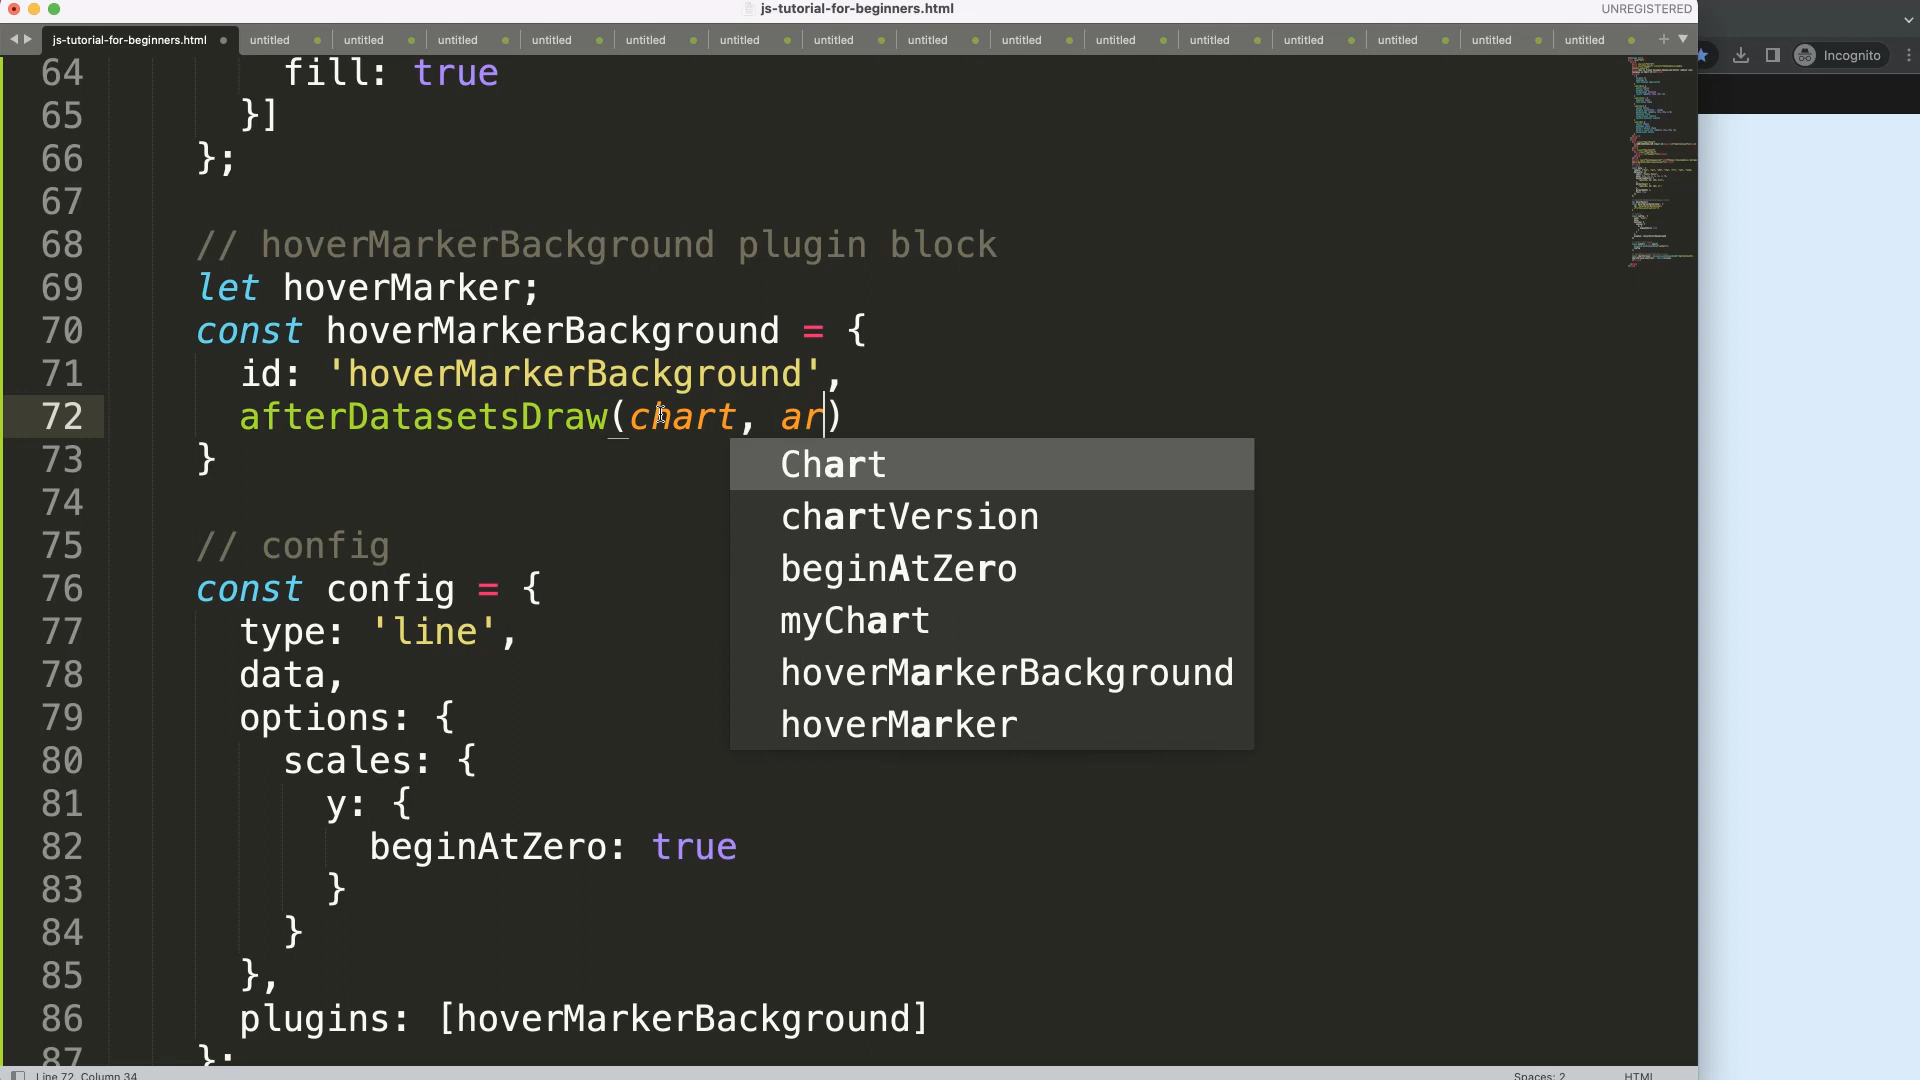 js-tutorial-for-beginners.html
UNREGISTERED
js-tutorial-for-beginners.html untitled untitled untitled untitled untitled untitled untitled untitled untitled untitled untitled untitled untitled untitled untitled
Incognito
64 fill: true
65 }]
66 };
67
68 // hoverMarkerBackground plugin block
69 let hoverMarker;
70 const hoverMarkerBackground = {
71 id: 'hoverMarkerBackground',
72 afterDatasetsDraw(chart, ar)
73 }
Chart
chartVersion
beginAtZero
myChart
hoverMarkerBackground
hoverMarker
74
75 // config
76 const config = {
77 type: 'line',
78 data,
79 options: {
80 scales: {
81 y: {
82 beginAtZero: true
83 }
84 }
85 },
86 plugins: [hoverMarkerBackground]
87 };
Line 72, Column 34
Spaces: 2
HTML